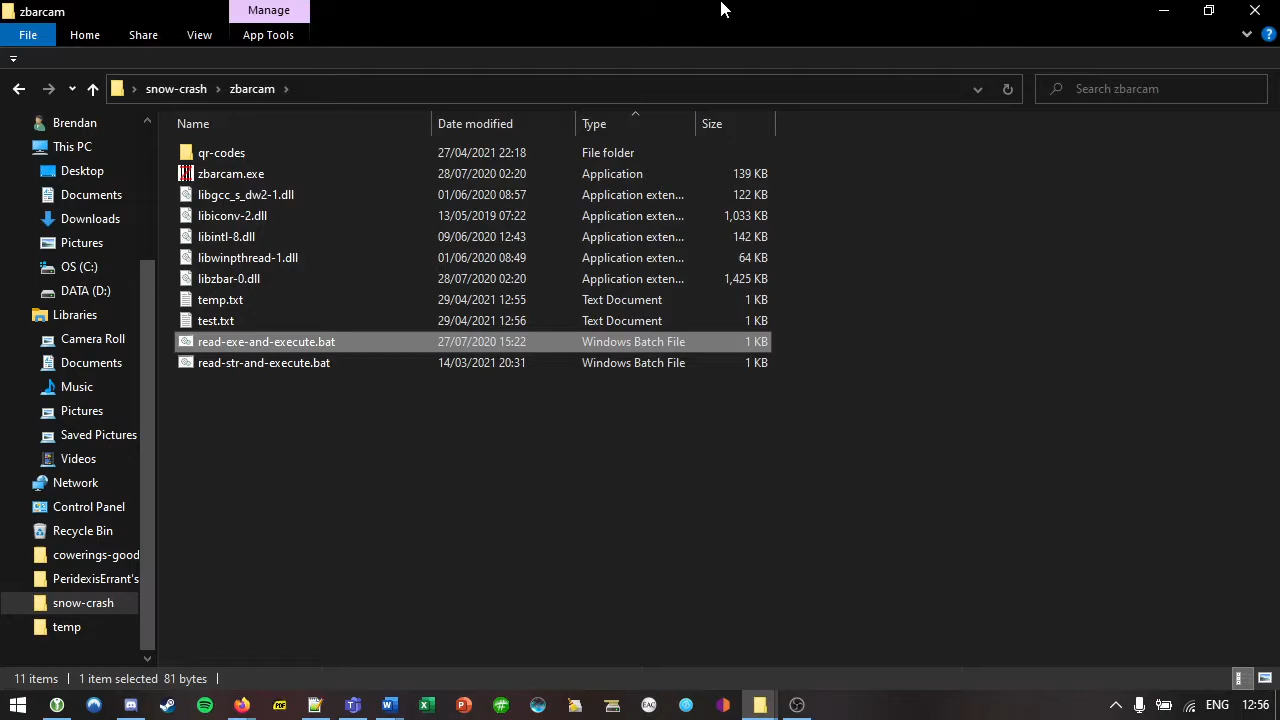 zbarcam
Manage
File
Home
Share
View
App Tools
snow-crash
zbarcam
Search zbarcam
Name
Date modified
Type
Size
qr-codes 27/04/2021 22:18 File folder
zbarcam.exe 28/07/2020 02:20 Application 139 KB
libgcc_s_dw2-1.dll 01/06/2020 08:57 Application exten... 122 KB
libiconv-2.dll 13/05/2019 07:22 Application exten... 1,033 KB
libintl-8.dll 09/06/2020 12:43 Application exten... 142 KB
libwinpthread-1.dll 01/06/2020 08:49 Application exten... 64 KB
libzbar-0.dll 28/07/2020 02:20 Application exten... 1,425 KB
temp.txt 29/04/2021 12:55 Text Document 1 KB
test.txt 29/04/2021 12:56 Text Document 1 KB
read-exe-and-execute.bat 27/07/2020 15:22 Windows Batch File 1 KB
read-str-and-execute.bat 14/03/2021 20:31 Windows Batch File 1 KB
Brendan
This PC
Desktop
Documents
Downloads
Pictures
OS (C:)
DATA (D:)
Libraries
Camera Roll
Documents
Music
Pictures
Saved Pictures
Videos
Network
Control Panel
Recycle Bin
cowerings-good
PeridexisErrant's
snow-crash
temp
11 items
1 item selected 81 bytes
PDF
EAC
ENG
12:56